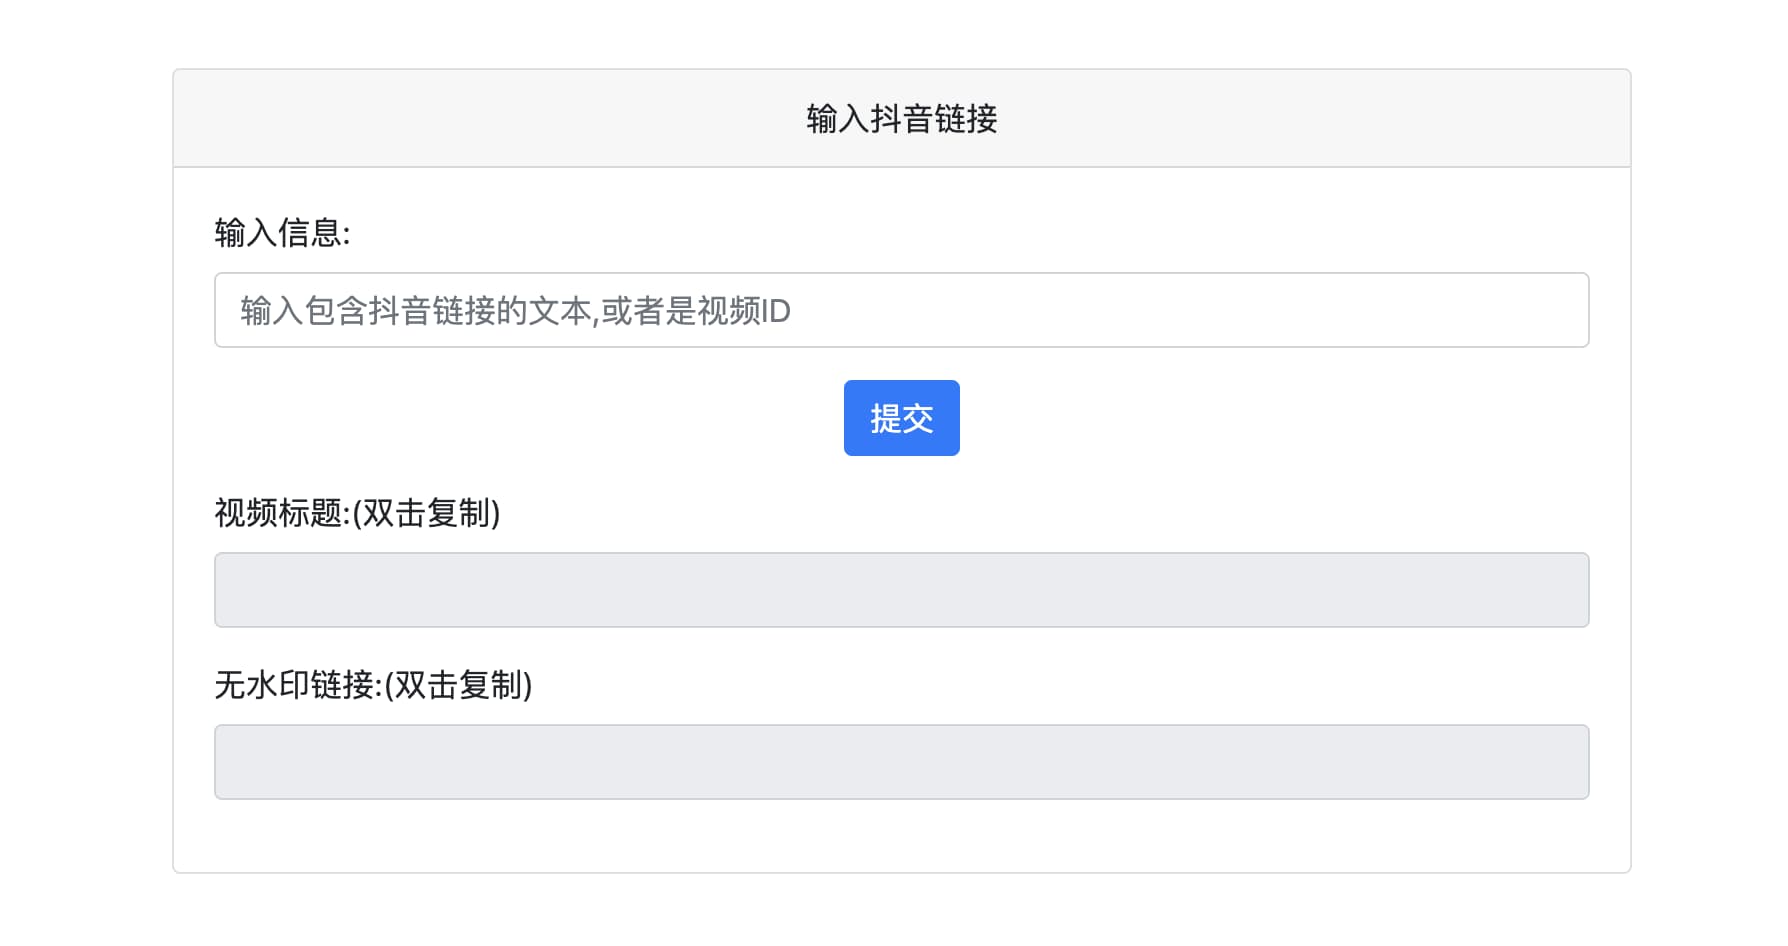 输入抖音链接
输入信息:
输入包含抖音链接的文本,或者是视频ID
提交
视频标题:(双击复制)
无水印链接:(双击复制)